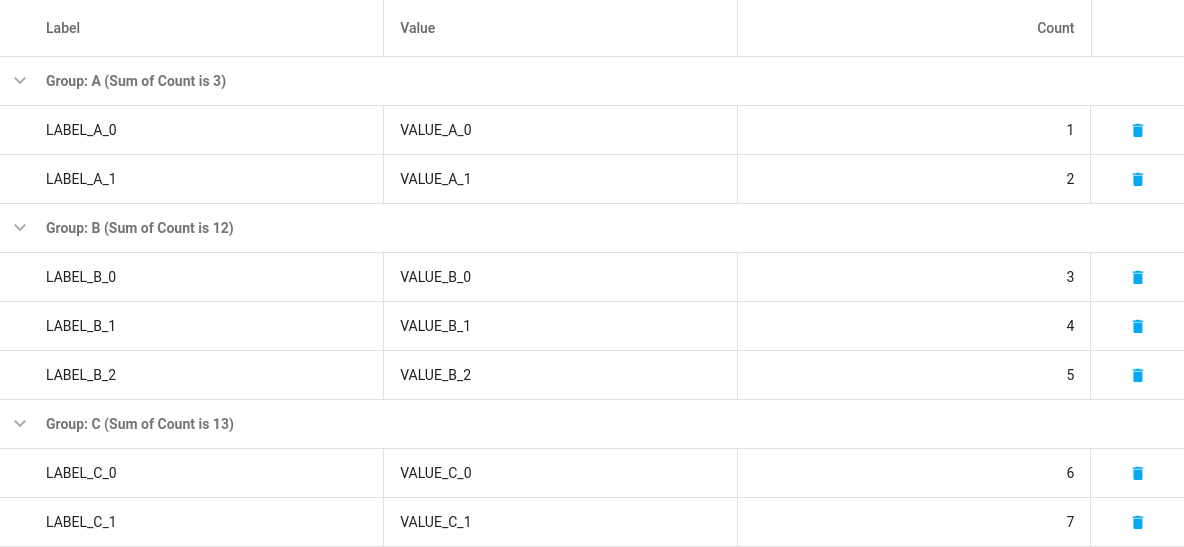 Label Value Count
Group: A (Sum of Count is 3)
LABEL_A_0 VALUE_A_0 1
LABEL_A_1 VALUE_A_1 2
Group: B (Sum of Count is 12)
LABEL_B_0 VALUE_B_0 3
LABEL_B_1 VALUE_B_1 4
LABEL_B_2 VALUE_B_2 5
Group: C (Sum of Count is 13)
LABEL_C_0 VALUE_C_0 6
LABEL_C_1 VALUE_C_1 7